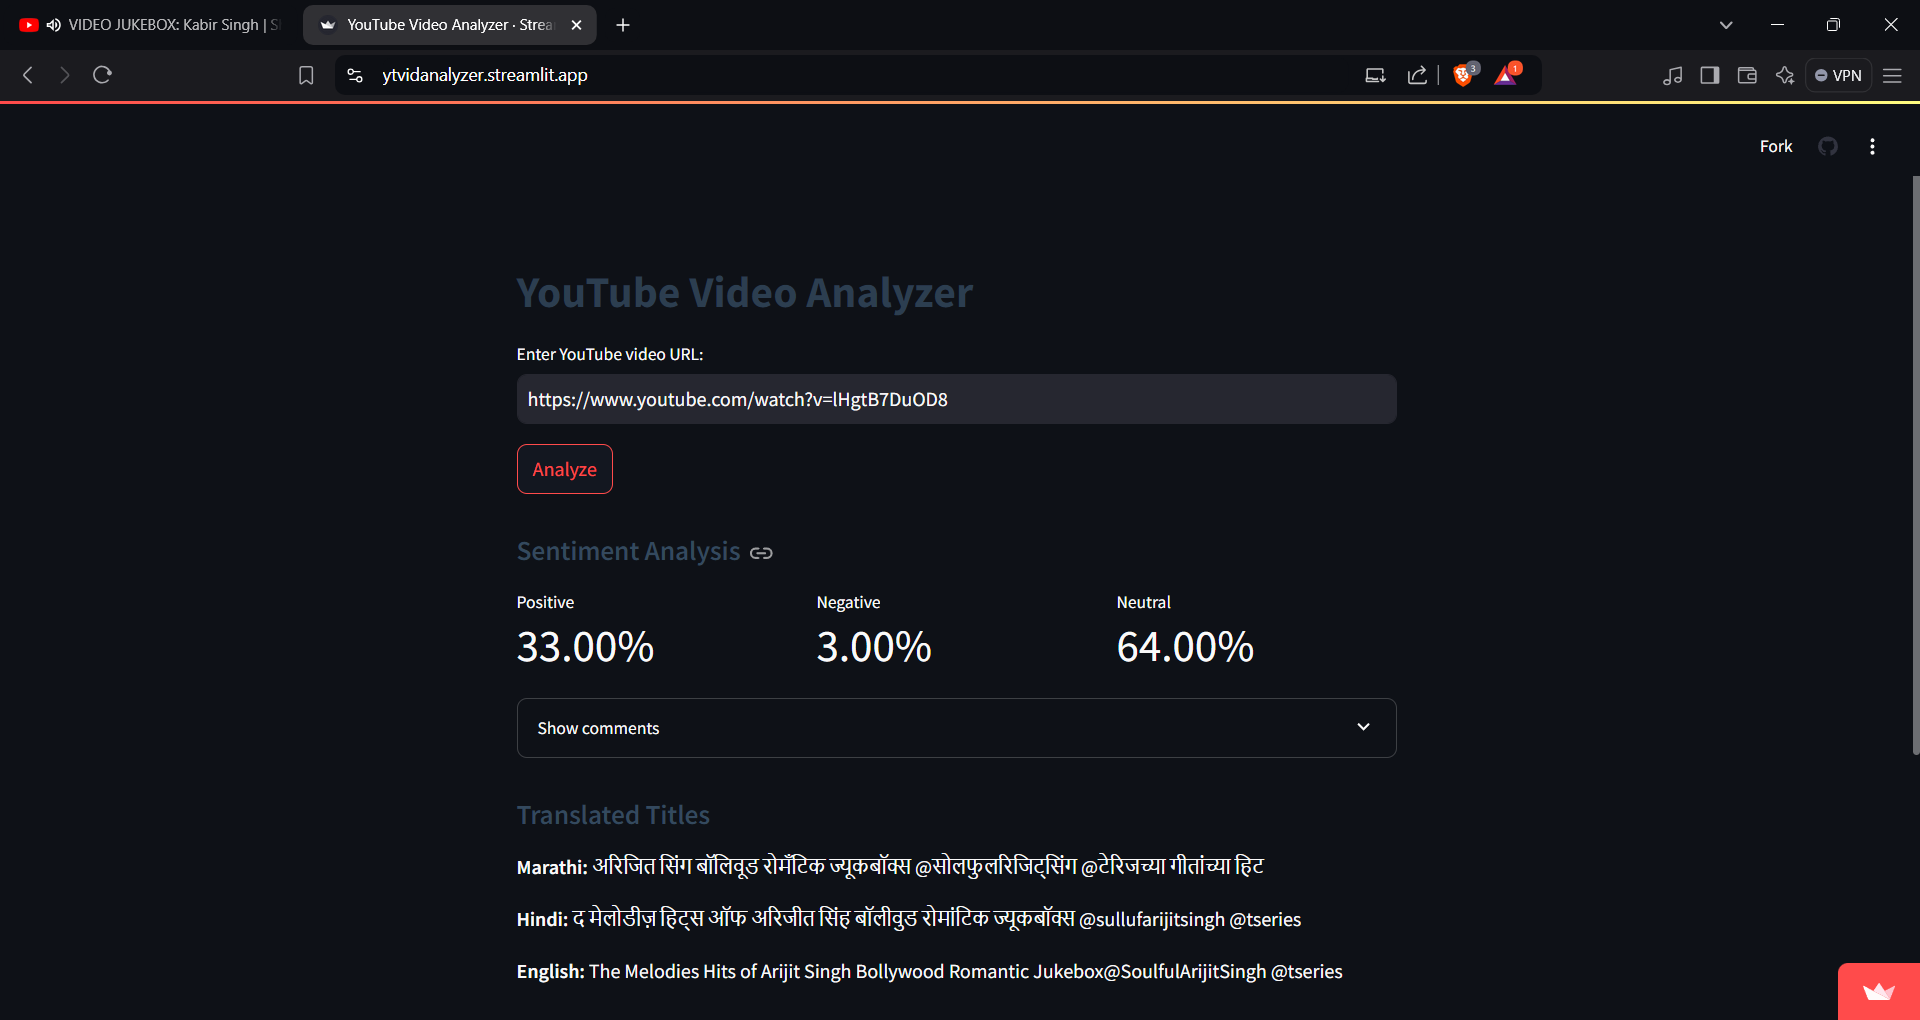 VIDEO JUKEBOX: Kabir Singh |
YouTube Video Analyzer · Strea
ytvidanalyzer.streamlit.app
3
1
VPN
Fork
YouTube Video Analyzer
Enter YouTube video URL:
https://www.youtube.com/watch?v=lHgtB7DuOD8
Analyze
Sentiment Analysis
Positive Negative Neutral
33.00% 3.00% 64.00%
Show comments
Translated Titles
Marathi: अरिजित सिंग बॉलिवूड रोमँटिक ज्यूकबॉक्स @सोलफुलरिजिट्सिंग @टेरिजच्या गीतांच्या हिट
Hindi: द मेलोडीज़ हिट्स ऑफ अरिजीत सिंह बॉलीवुड रोमांटिक ज्यूकबॉक्स @sullufarijitsingh @tseries
English: The Melodies Hits of Arijit Singh Bollywood Romantic Jukebox@SoulfulArijitSingh @tseries